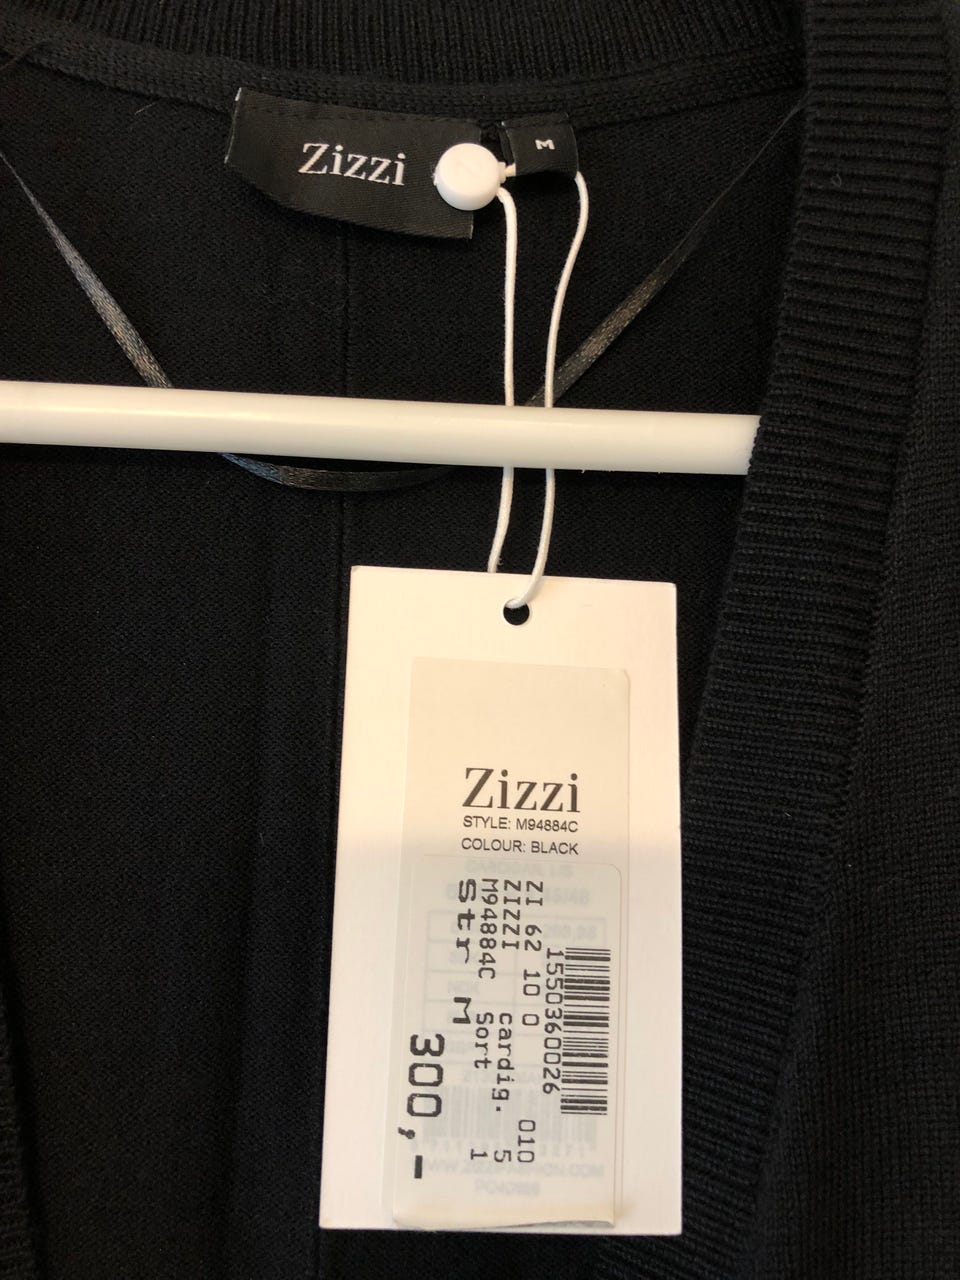 Zizzi
M
Zizzi
STYLE: M94884C
COLOUR: BLACK
1550360026
ZI 62 10 0 010
ZIZZI cardig. 5
M94884C Sort 1
Str M
300,-